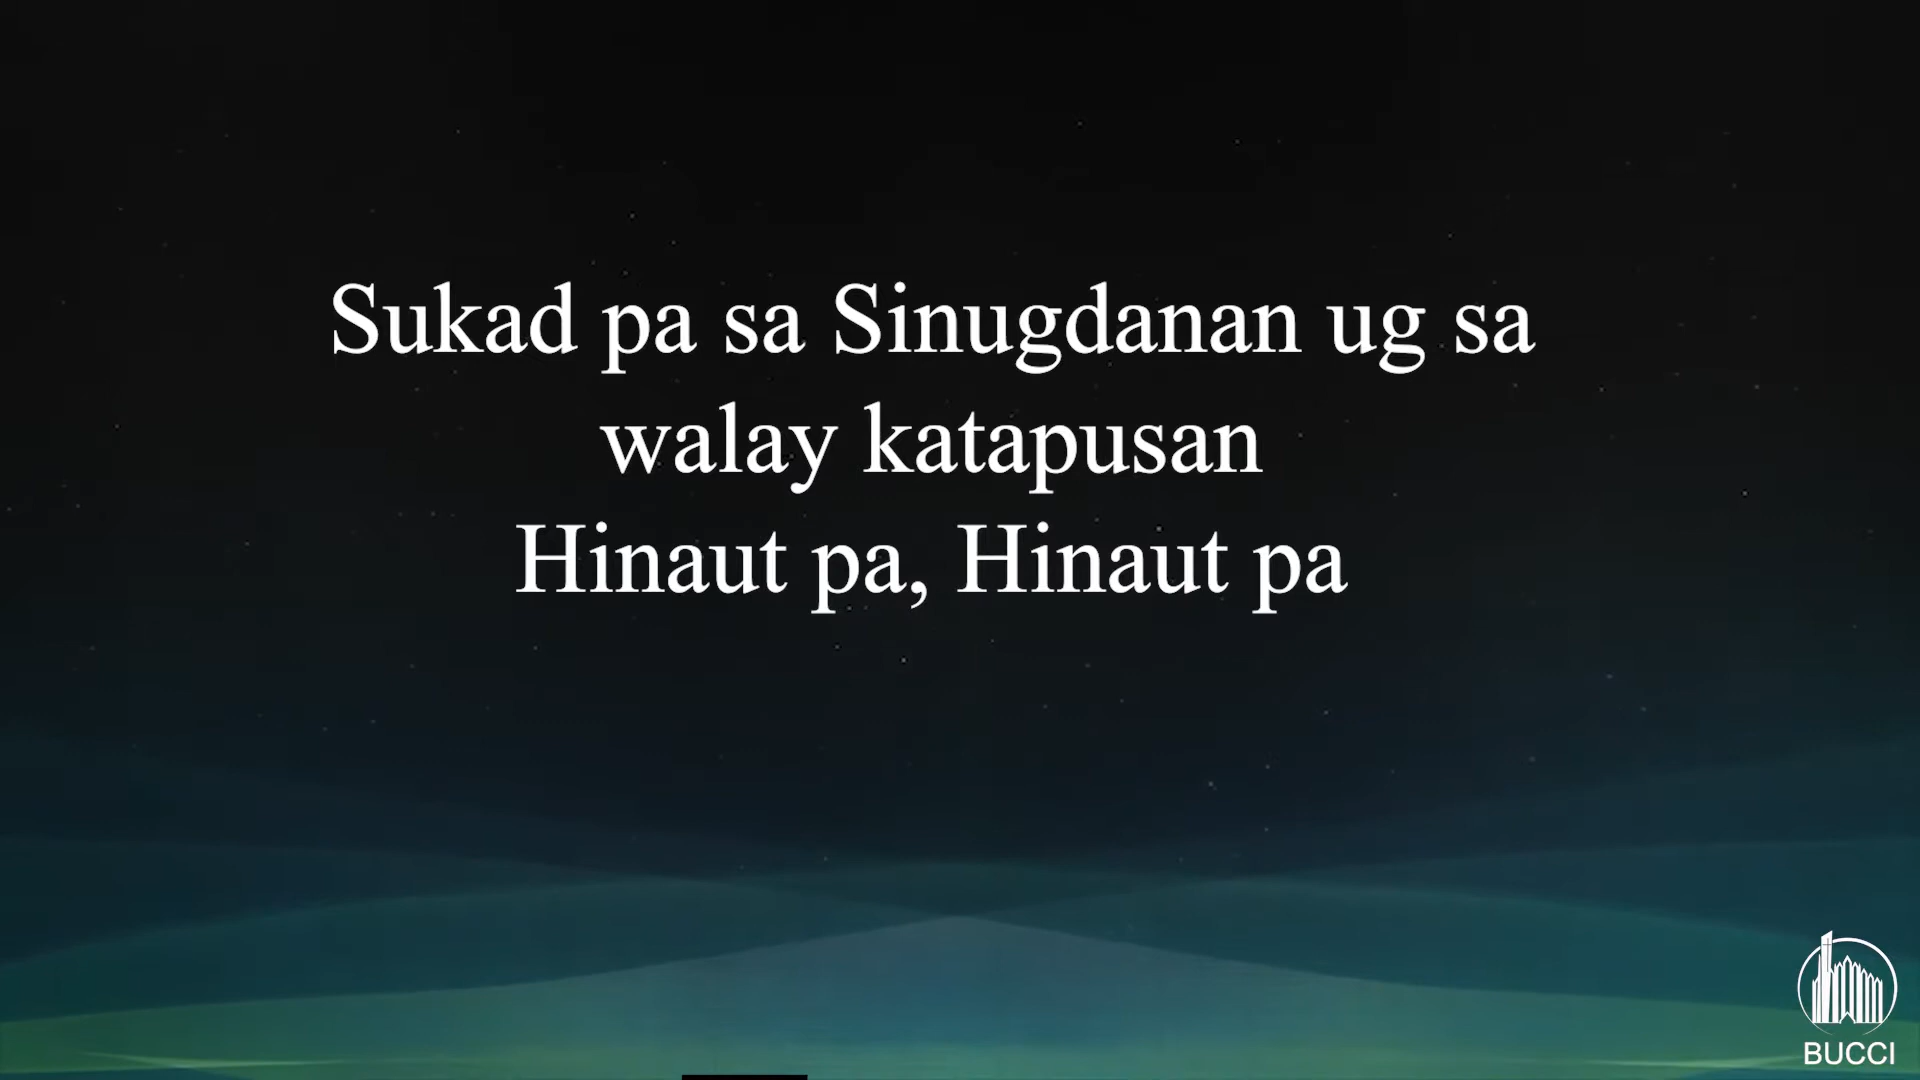 Sukad pa sa Sinugdanan ug sa
walay katapusan
Hinaut pa, Hinaut pa
BUCCI